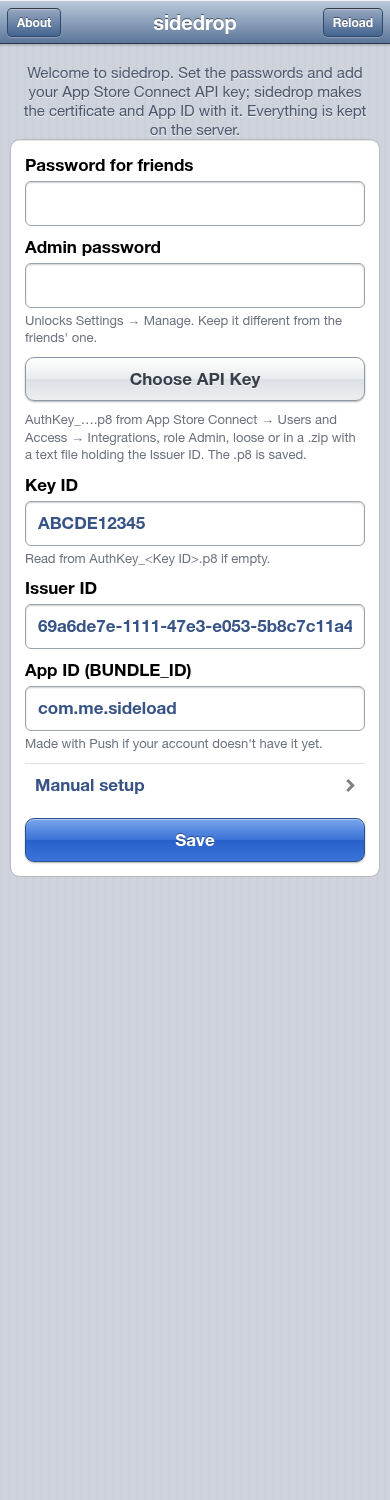 About
sidedrop
Reload
Welcome to sidedrop. Set the passwords and add
your App Store Connect API key; sidedrop makes
the certificate and App ID with it. Everything is kept
on the server.
Password for friends
Admin password
Unlocks Settings → Manage. Keep it different from the
friends' one.
Choose API Key
AuthKey_….p8 from App Store Connect → Users and
Access → Integrations, role Admin, loose or in a .zip with
a text file holding the Issuer ID. The .p8 is saved.
Key ID
ABCDE12345
Read from AuthKey_<Key ID>.p8 if empty.
Issuer ID
69a6de7e-1111-47e3-e053-5b8c7c11a4
App ID (BUNDLE_ID)
com.me.sideload
Made with Push if your account doesn't have it yet.
Manual setup
Save